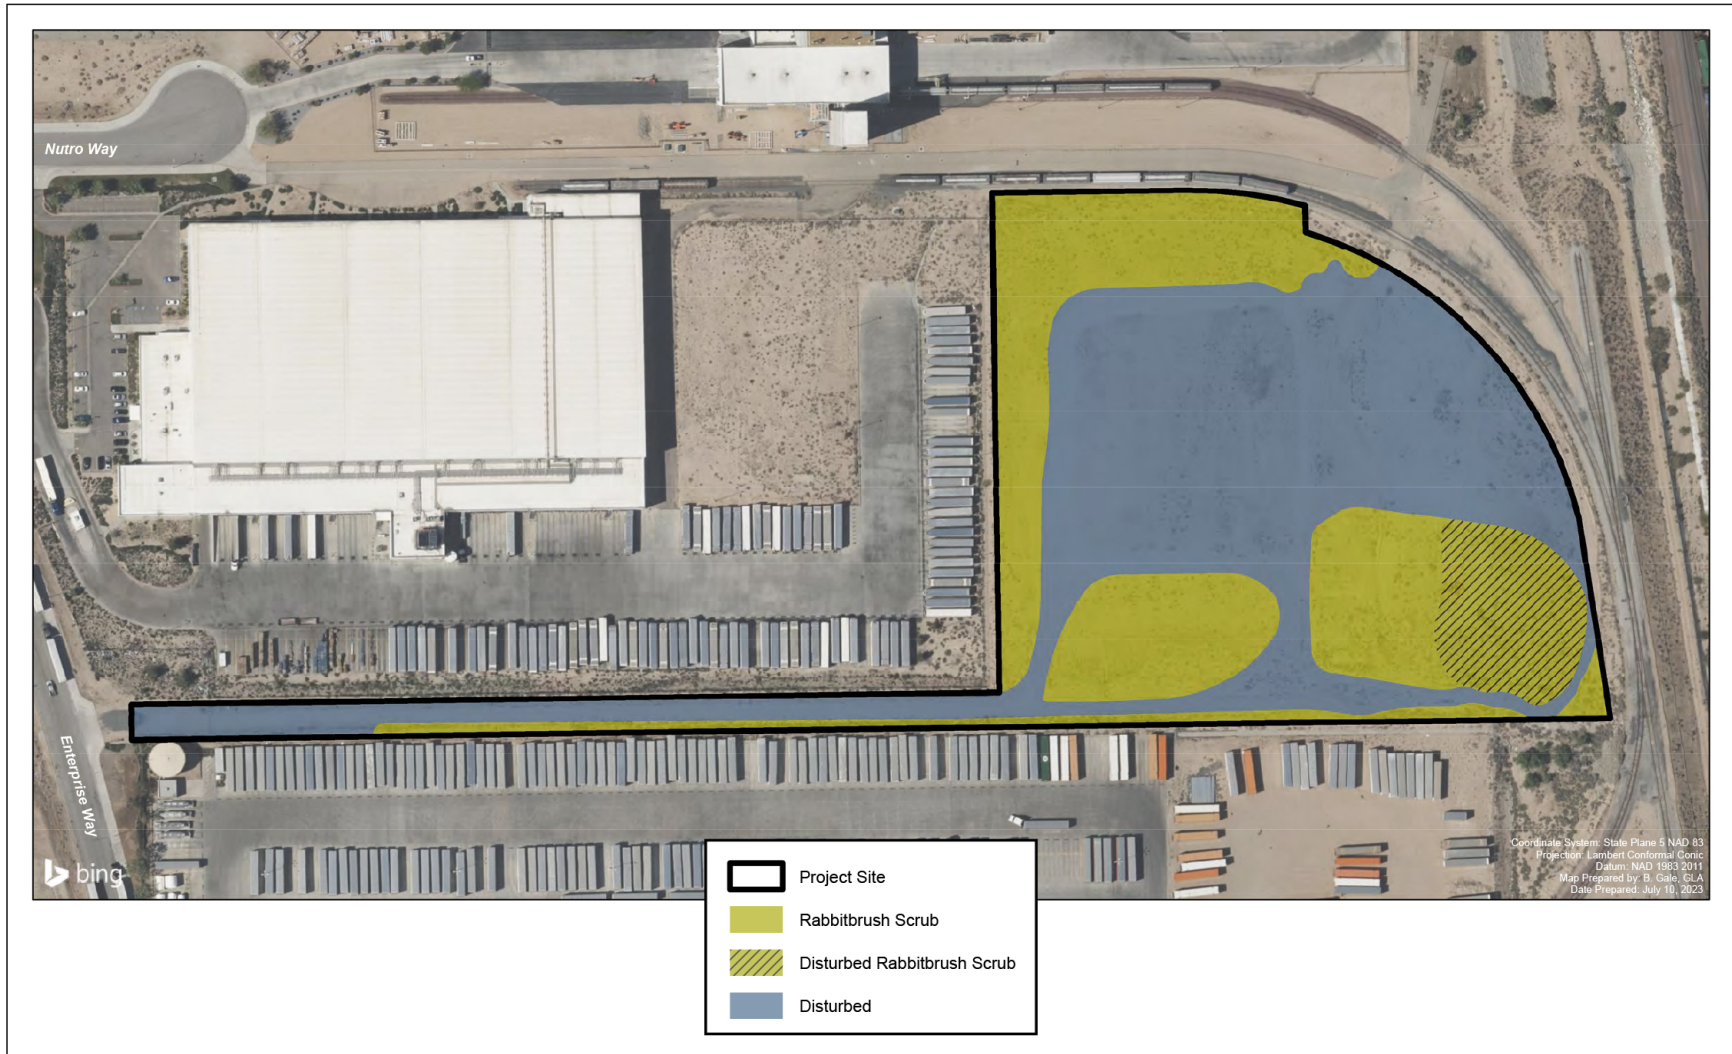 Nutro Way
Enterprise Way
bing
Coordinate System: State Plane 5 NAD 83
Projection: Lambert Conformal Conic
Datum: NAD 1983 2011
Map Prepared by: B. Gale, GLA
Date Prepared: July 10, 2023
Project Site
Rabbitbrush Scrub
Disturbed Rabbitbrush Scrub
Disturbed